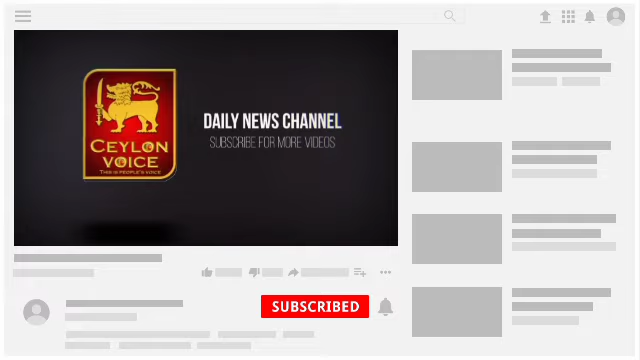 DAILY NEWS CHANNEL
SUBSCRIBE FOR MORE VIDEOS
CEYLON
VOICE
THIS IS PEOPLE'S VOICE
SUBSCRIBED